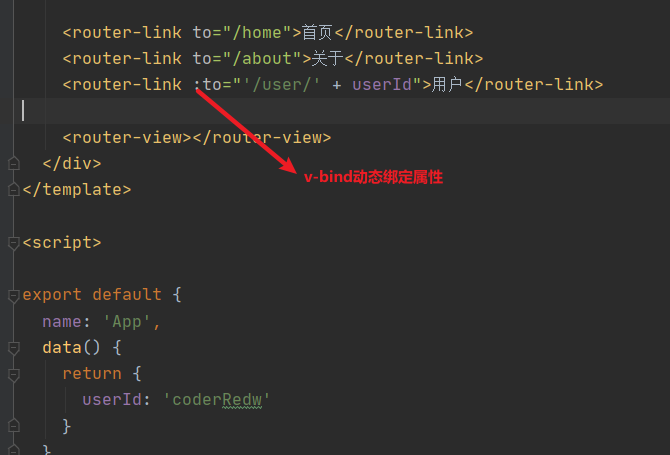 <router-link to="/home">首页</router-link>
<router-link to="/about">关于</router-link>
<router-link :to="'/user/' + userId">用户</router-link>
<router-view></router-view>
</div>
v-bind动态绑定属性
</template>
<script>
export default {
name: 'App',
data() {
return {
userId: 'coderRedw'
}
}